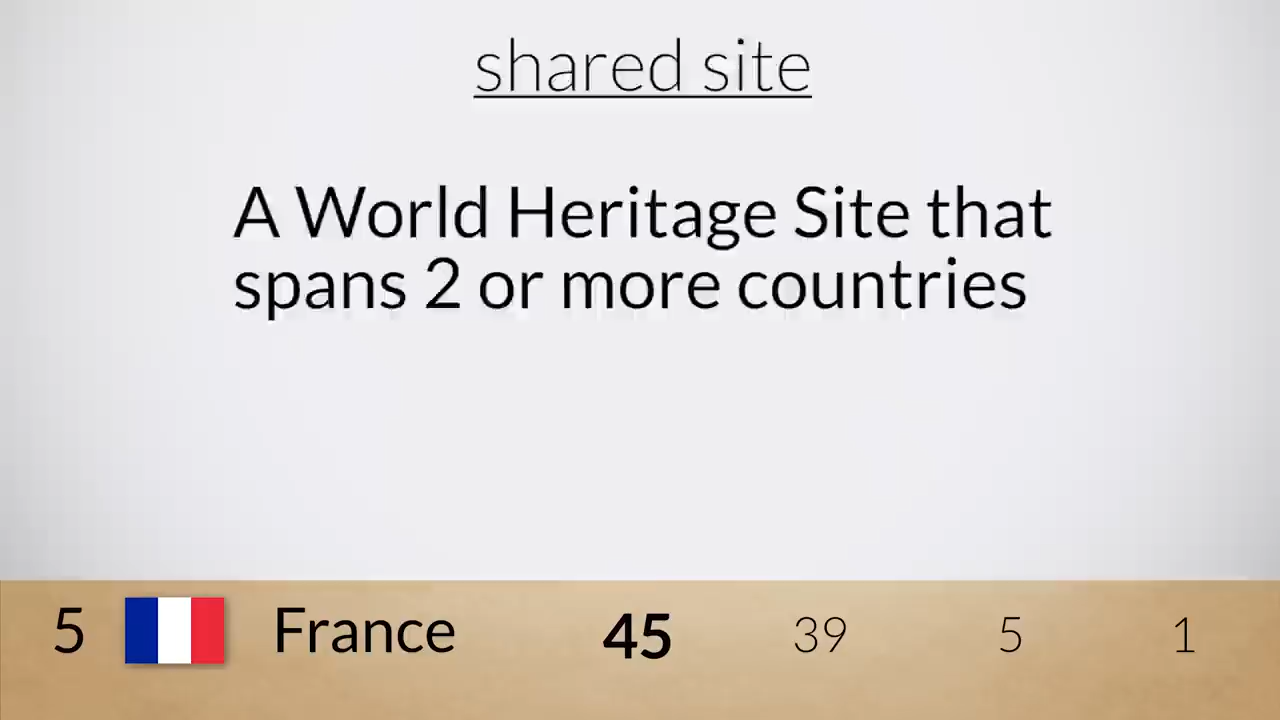 shared site
A World Heritage Site that
spans 2 or more countries
5 France 45 39 5 1